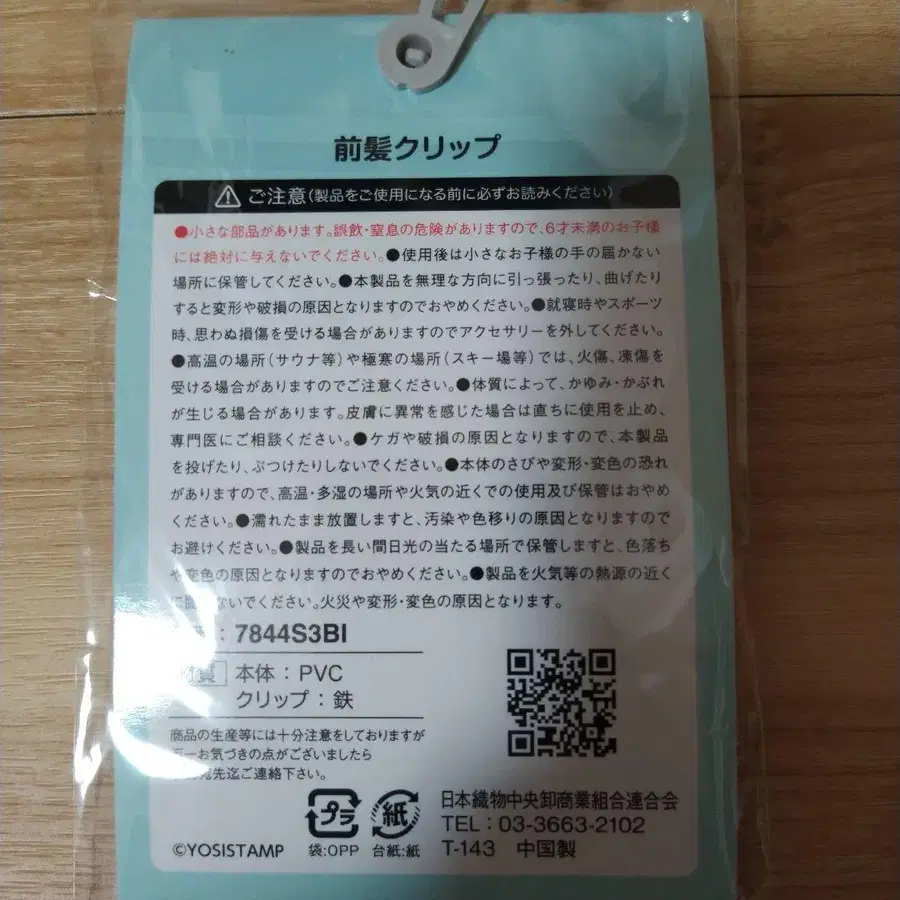 前髪クリップ
ご注意(製品をご使用になる前に必ずお読みください)
●小さな部品があります。誤飲・窒息の危険がありますので、6才末満のお子様
には絶対に与えないでください。●使用後は小さなお子様の手の届かない
場所に保管してください。●本製品を無理な方向に引っ張ったり、曲げたり
すると変形や破損の原因となりますのでおやめください。●就寝時やスポーツ
時、思わぬ損傷を受ける場合がありますのでアクセサリーを外してください。
●高温の場所(サウナ等)や極寒の場所(スキー場等)では、火傷、凍傷を
受ける場合がありますのでご注意ください。●体質によって、かゆみ・かぶれ
が生じる場合があります。皮膚に異常を感じた場合は直ちに使用を止め、
専門医にご相談ください。●ケガや破損の原因となりますので、本製品
を投げたり、ぶつけたりしないでください。●本体のさびや変形・変色の恐れ
がありますので、高温・多湿の場所や火気の近くでの使用及び保管はおやめ
ください。●濡れたまま放置しますと、汚染や色移りの原因となりますので
お避けください。●製品を長い間日光の当たる場所で保管しますと、色落ち
や変色の原因となりますのでおやめください。●製品を火気等の熱源の近く
に ないでください。火災や変形・変色の原因となります。
: 7844S3BI
材質 本体:PVC
クリップ:鉄
商品の生産等には十分注意をしておりますが
万一お気づきの点がございましたら
先迄ご連絡下さい。
プラ 紙
袋:OPP 台紙:紙
日本織物中央卸商業組合連合会
TEL:03-3663-2102
T-143 中国製
©YOSISTAMP